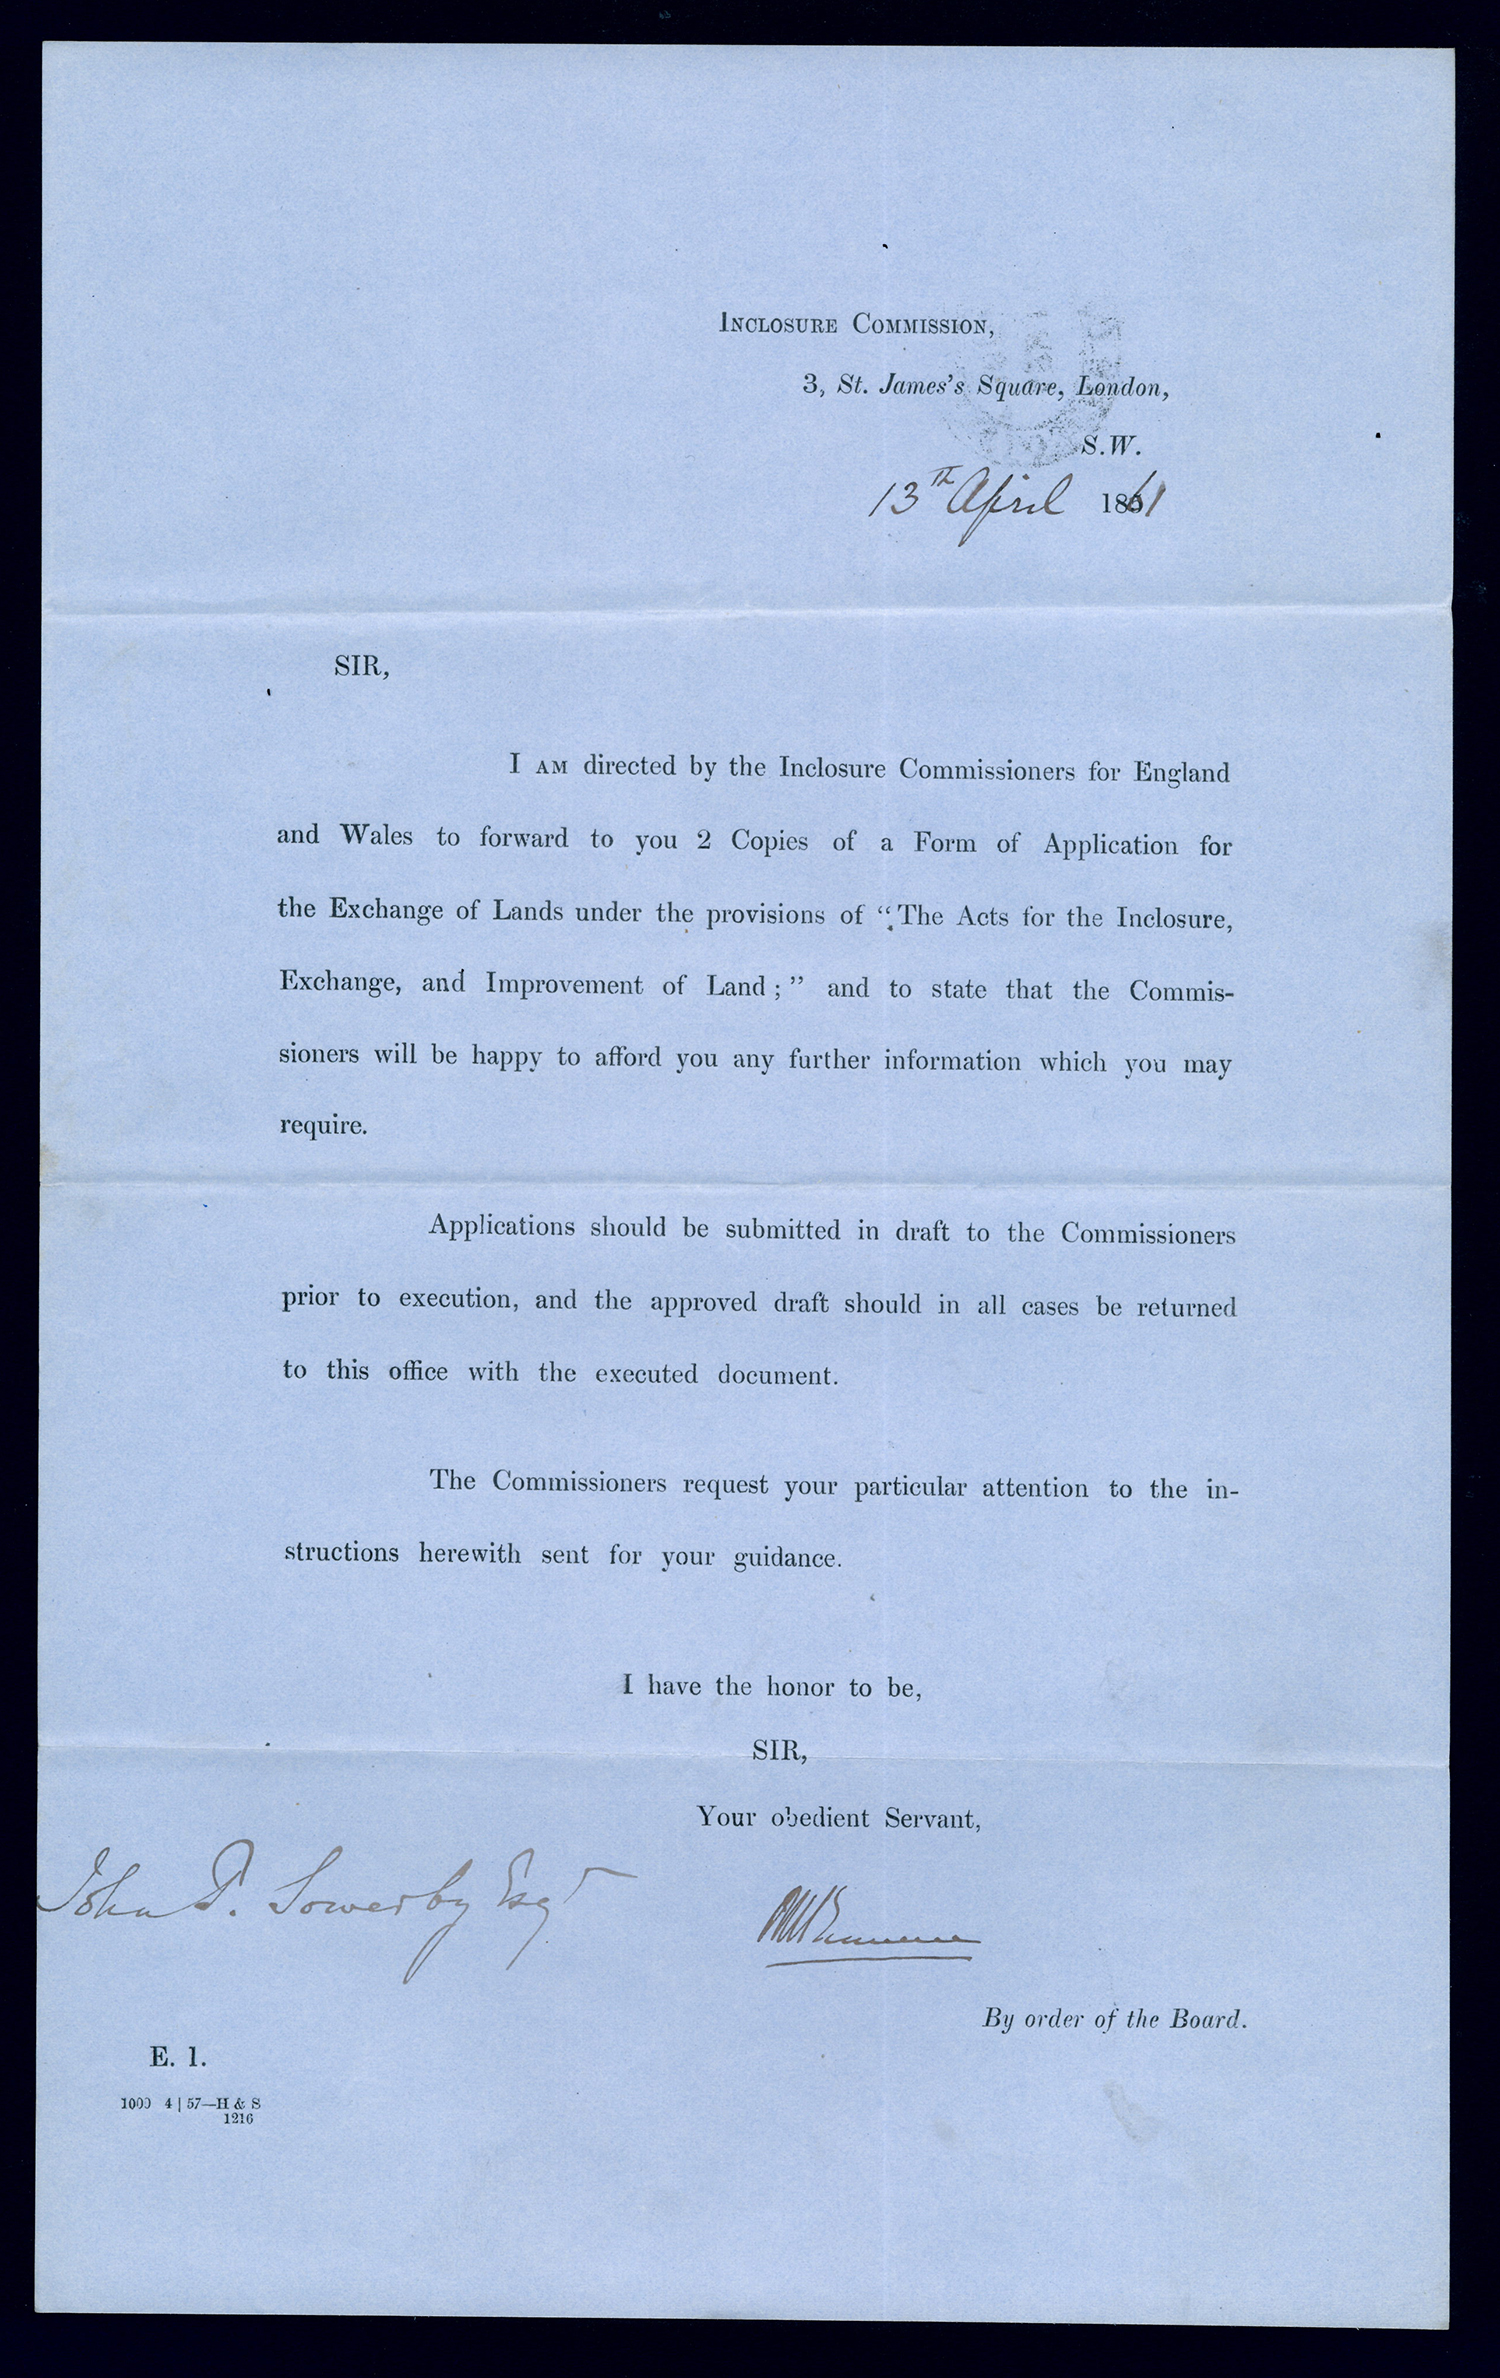 INCLOSURE COMMISSION,
3, St. James's Square, London,
S.W.
13th April 1861
SIR,
I AM directed by the Inclosure Commissioners for England
and Wales to forward to you 2 Copies of a Form of Application for
the Exchange of Lands under the provisions of “The Acts for the Inclosure,
Exchange, and Improvement of Land ;” and to state that the Commis-
sioners will be happy to afford you any further information which you may
require.
Applications should be submitted in draft to the Commissioners
prior to execution, and the approved draft should in all cases be returned
to this office with the executed document.
The Commissioners request your particular attention to the in-
structions herewith sent for your guidance.
I have the honor to be,
SIR,
Your obedient Servant,
John P. Sowerby Esqr
By order of the Board.
E. 1.
1000 4 | 57—H & S
1216